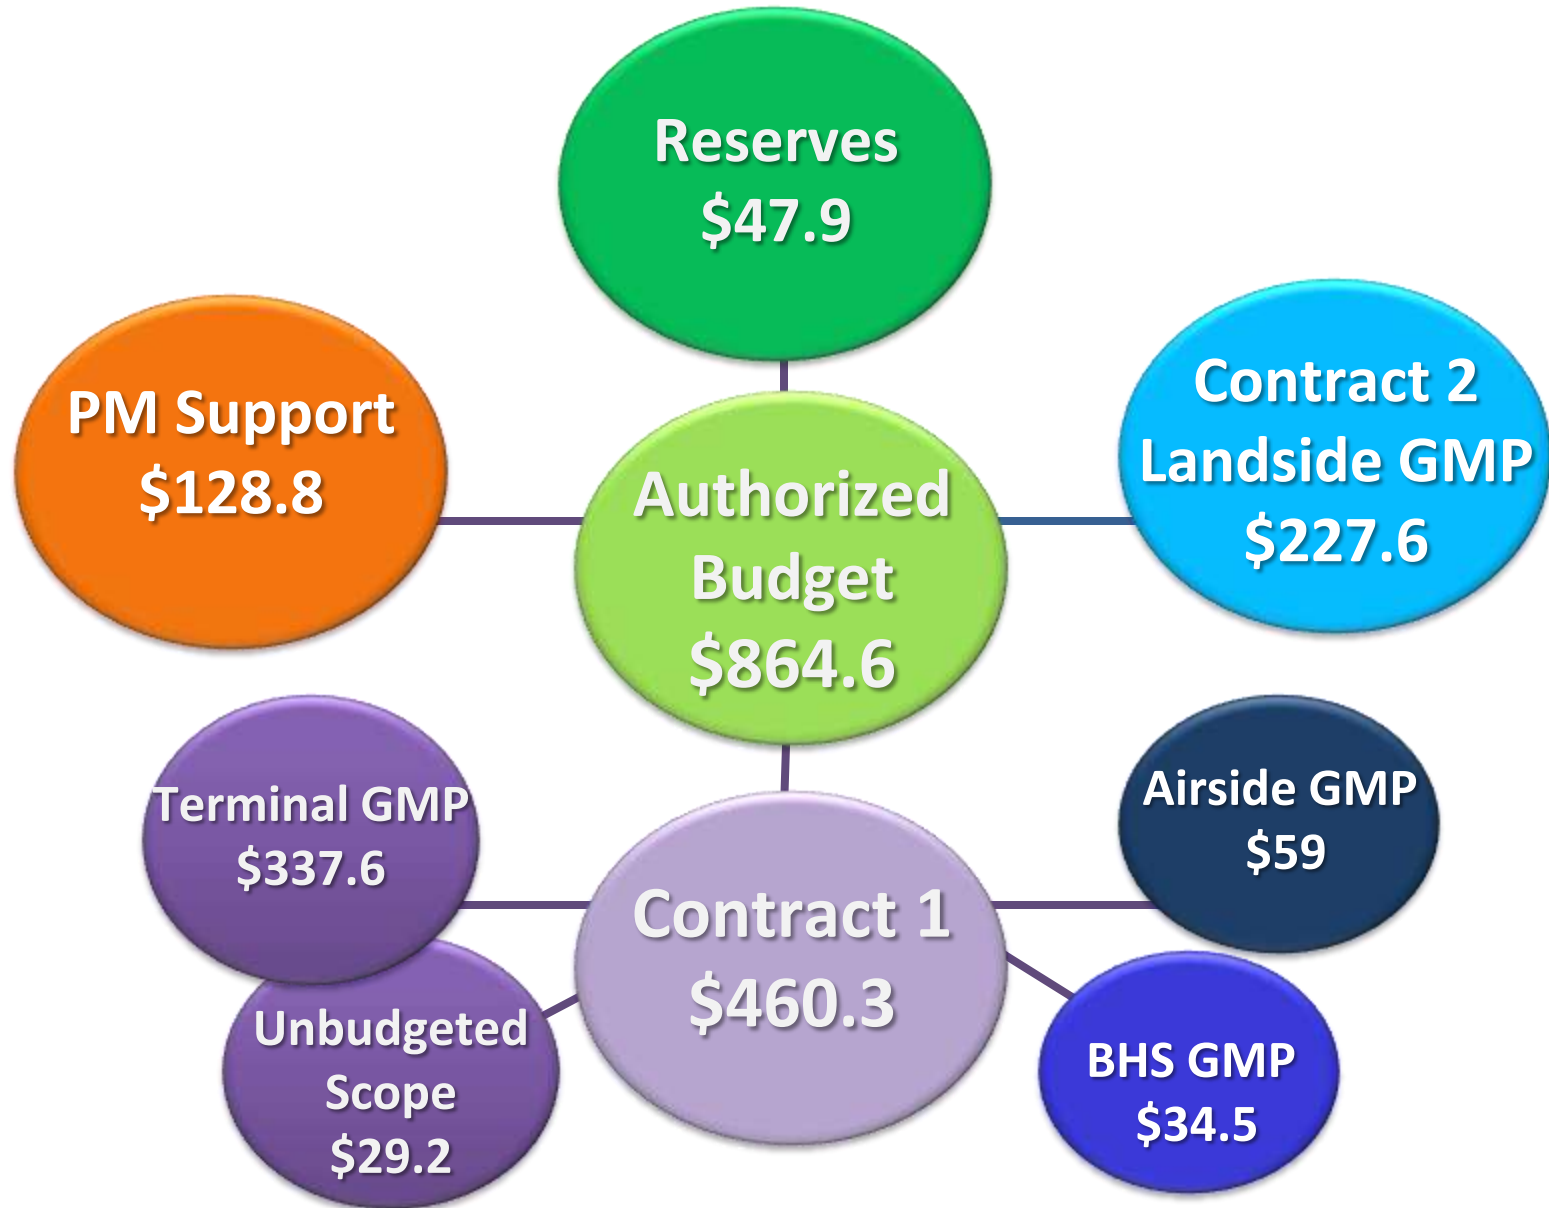 Reserves
$47.9
PM Support
$128.8
Contract 2
Landside GMP
$227.6
Authorized
Budget
$864.6
Terminal GMP
$337.6
Airside GMP
$59
Contract 1
$460.3
Unbudgeted
Scope
$29.2
BHS GMP
$34.5